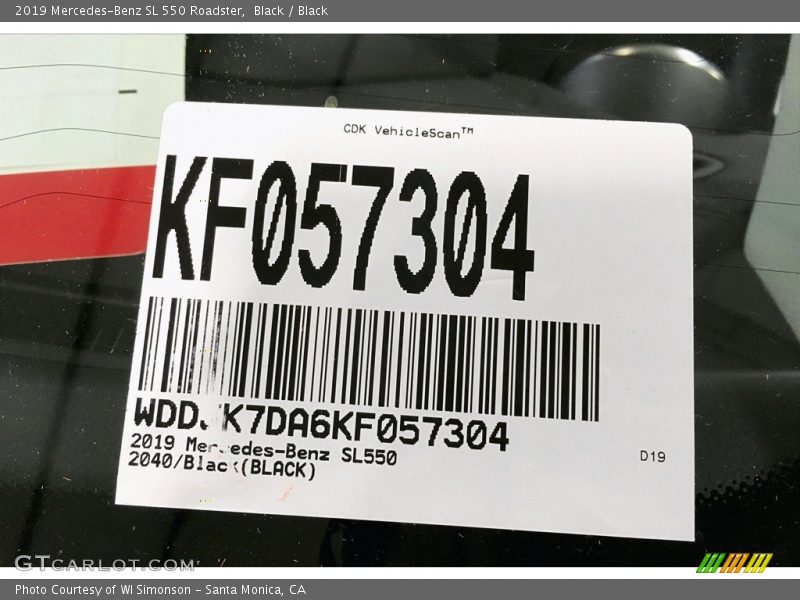 2019 Mercedes-Benz SL 550 Roadster, Black / Black
CDK VehicleScan™
KF057304
WDDJK7DA6KF057304
2019 Mercedes-Benz SL550
2040/Black(BLACK)
D19
GTcarlot.com
Photo Courtesy of WI Simonson - Santa Monica, CA